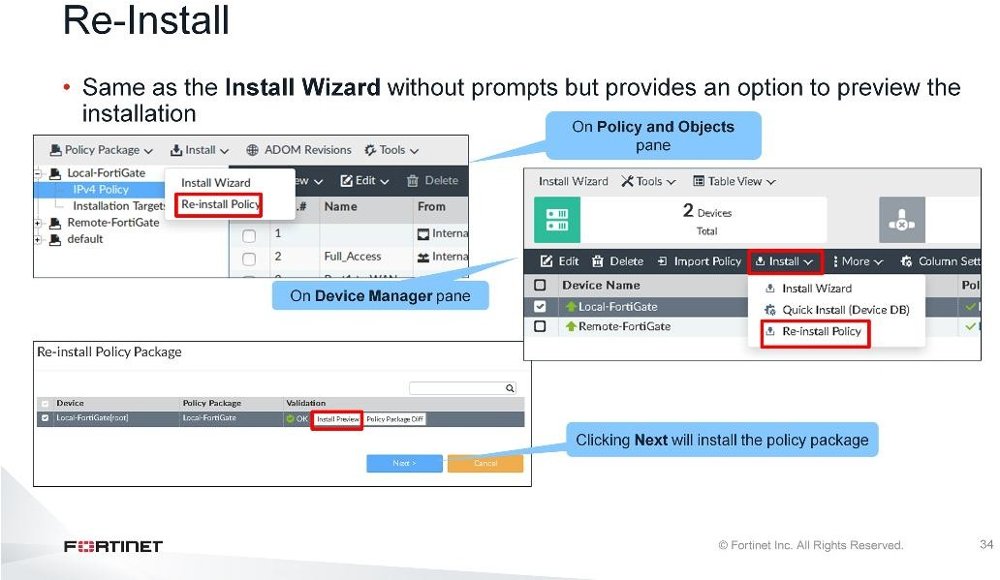 Re-Install
• Same as the Install Wizard without prompts but provides an option to preview the
installation
On Policy and Objects
pane
Policy Package Install ADOM Revisions Tools
Local-FortiGate
IPv4 Policy
Installation Targets
Remote-FortiGate
default
Install Wizard
Re-install Policy
ew Edit Delete
.# Name From
1 Interna
2 Full_Access Interna
On Device Manager pane
Install Wizard Tools Table View
2 Devices
Total
Edit Delete Import Policy Install More Column Sett
Device Name Pol
Local-FortiGate
Remote-FortiGate
Install Wizard
Quick Install (Device DB)
Re-install Policy
Re-install Policy Package
Device Policy Package Validation
Local-FortiGate[root] Local-FortiGate OK Install Preview Policy Package Diff
Next > Cancel
Clicking Next will install the policy package
FORTINET
© Fortinet Inc. All Rights Reserved.
34